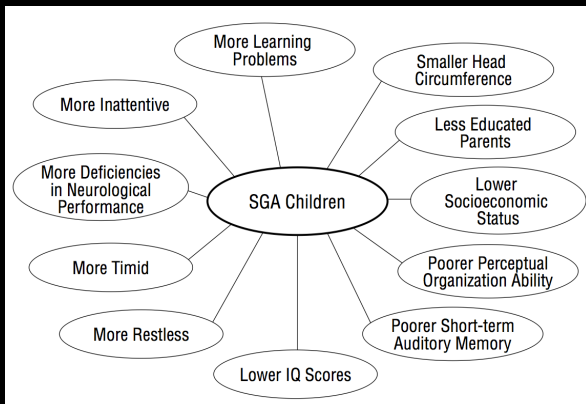 More Learning
Problems
Smaller Head
Circumference
More Inattentive
Less Educated
Parents
More Deficiencies
in Neurological
Performance
SGA Children
Lower
Socioeconomic
Status
More Timid
Poorer Perceptual
Organization Ability
More Restless
Poorer Short-term
Auditory Memory
Lower IQ Scores